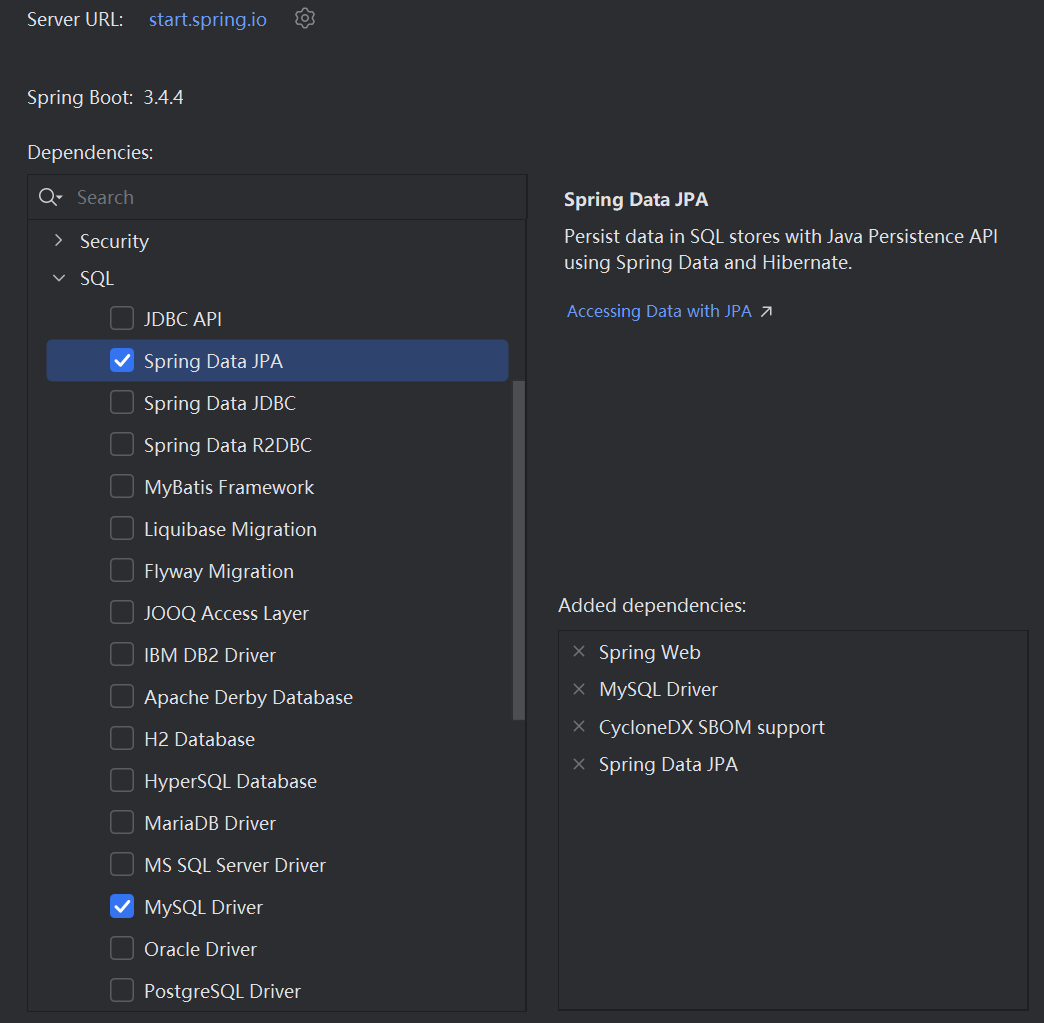 Server URL: start.spring.io
Spring Boot: 3.4.4
Dependencies:
Search
Security
SQL
JDBC API
Spring Data JPA
Spring Data JDBC
Spring Data R2DBC
MyBatis Framework
Liquibase Migration
Flyway Migration
JOOQ Access Layer
IBM DB2 Driver
Apache Derby Database
H2 Database
HyperSQL Database
MariaDB Driver
MS SQL Server Driver
MySQL Driver
Oracle Driver
PostgreSQL Driver
Spring Data JPA
Persist data in SQL stores with Java Persistence API
using Spring Data and Hibernate.
Accessing Data with JPA
Added dependencies:
Spring Web
MySQL Driver
CycloneDX SBOM support
Spring Data JPA